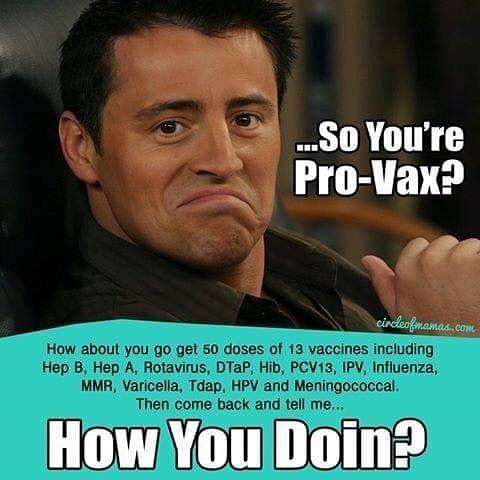 ...So You're
Pro-Vax?
circleofmamas.com
How about you go get 50 doses of 13 vaccines including
Hep B, Hep A, Rotavirus, DTaP, Hib, PCV13, IPV, Influenza,
MMR, Varicella, Tdap, HPV and Meningococcal.
Then come back and tell me...
How You Doin?